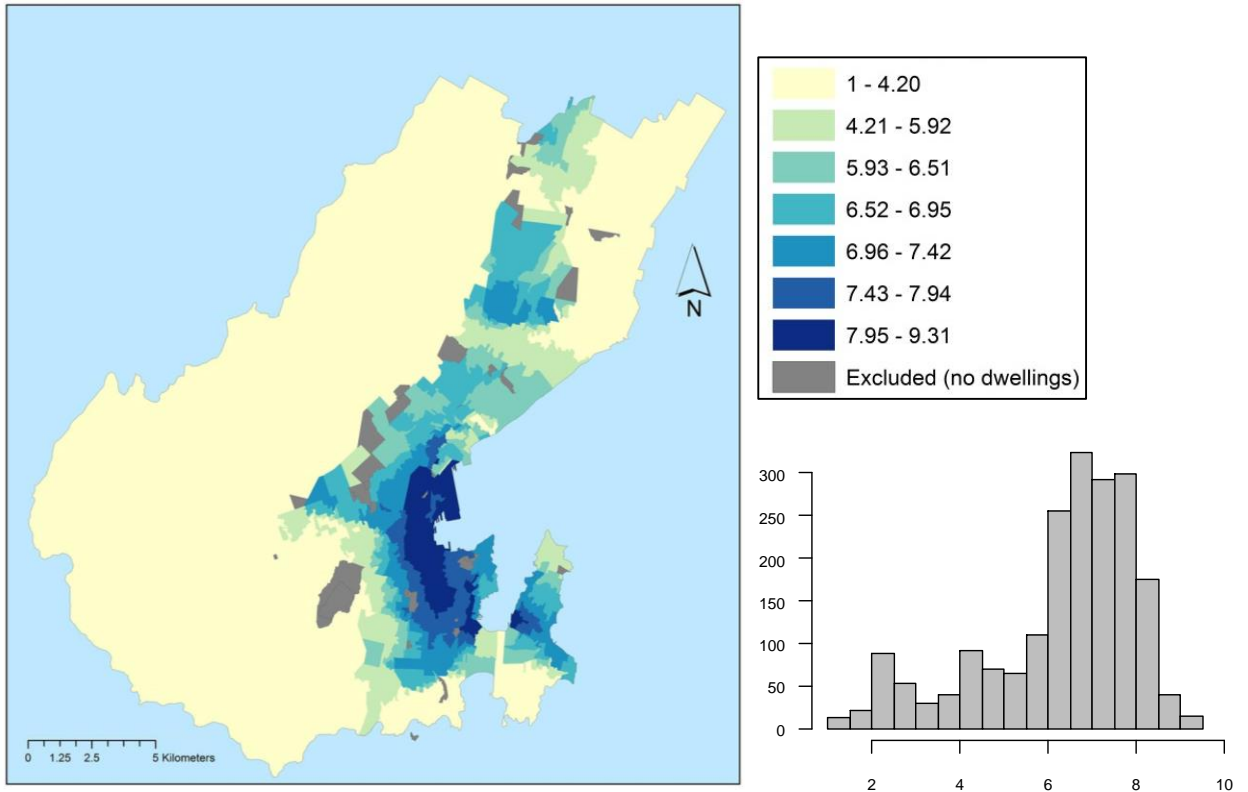 1 - 4.20
4.21 - 5.92
5.93 - 6.51
6.52 - 6.95
6.96 - 7.42
7.43 - 7.94
7.95 - 9.31
Excluded (no dwellings)
N
0 1.25 2.5 5 Kilometers
300
250
200
150
100
50
0
2 4 6 8 10